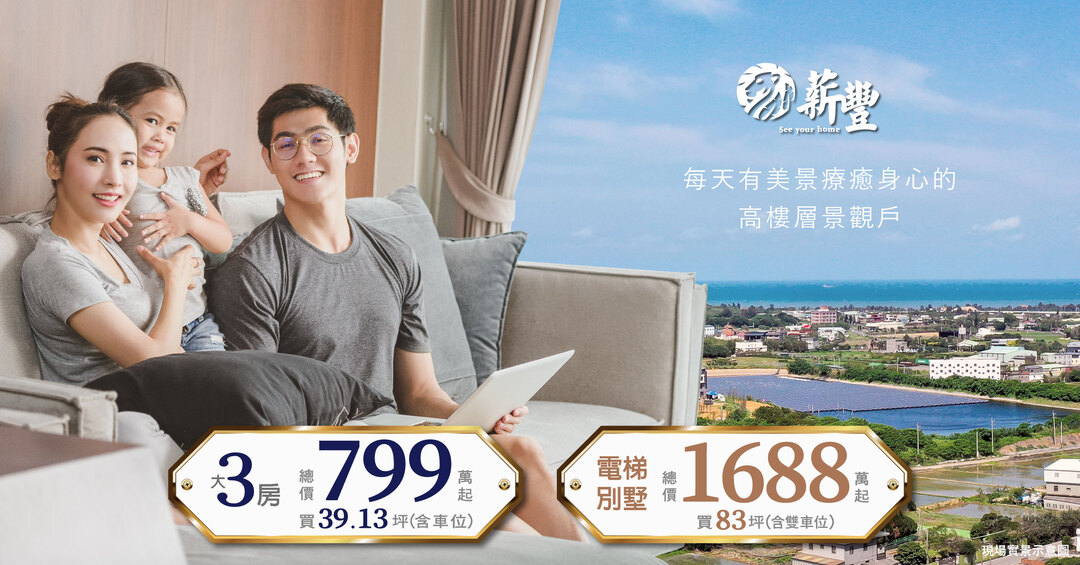 薪豐
See your home
每天有美景療癒身心的
高樓層景觀戶
大3房 總價 799 萬起
買39.13坪(含車位)
電梯別墅 總價 1688 萬起
買83坪(含雙車位)
現場實景示意圖